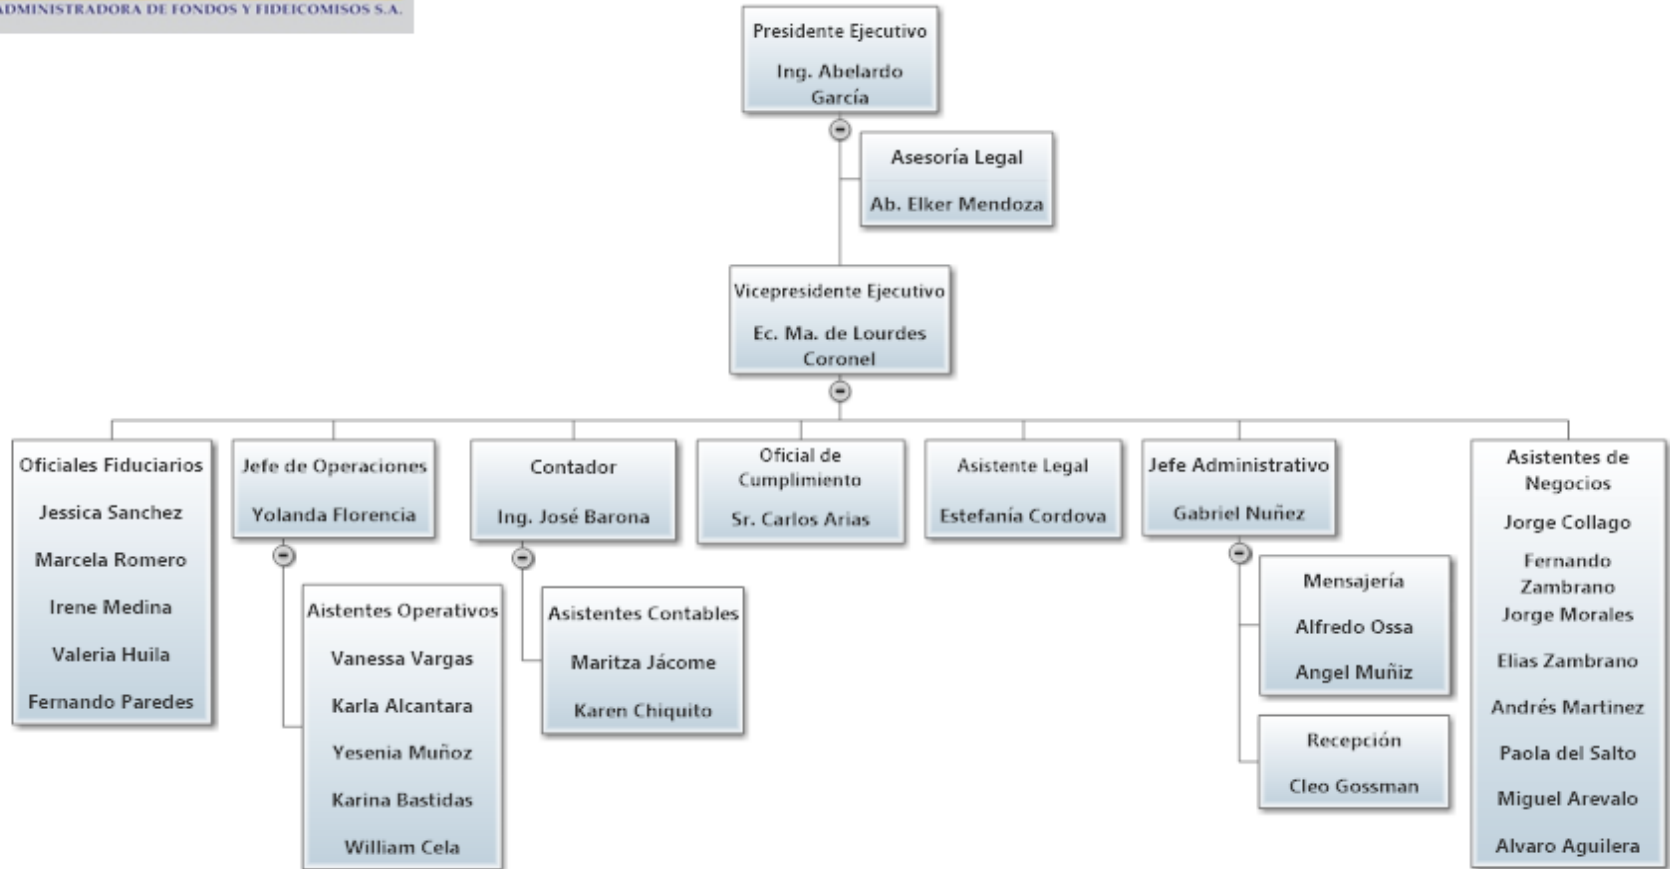 ADMINISTRADORA DE FONDOS Y FIDEICOMISOS S.A.
Presidente Ejecutivo
Ing. Abelardo
García
Asesoría Legal
Ab. Elker Mendoza
Vicepresidente Ejecutivo
Ec. Ma. de Lourdes
Coronel
Oficiales Fiduciarios
Jessica Sanchez
Marcela Romero
Irene Medina
Valeria Huila
Fernando Paredes
Jefe de Operaciones
Yolanda Florencia
Aistentes Operativos
Vanessa Vargas
Karla Alcantara
Yesenia Muñoz
Karina Bastidas
William Cela
Contador
Ing. José Barona
Asistentes Contables
Maritza Jácome
Karen Chiquito
Oficial de
Cumplimiento
Sr. Carlos Arias
Asistente Legal
Estefanía Cordova
Jefe Administrativo
Gabriel Nuñez
Mensajería
Alfredo Ossa
Angel Muñiz
Recepción
Cleo Gossman
Asistentes de
Negocios
Jorge Collago
Fernando
Zambrano
Jorge Morales
Elias Zambrano
Andrés Martinez
Paola del Salto
Miguel Arevalo
Alvaro Aguilera